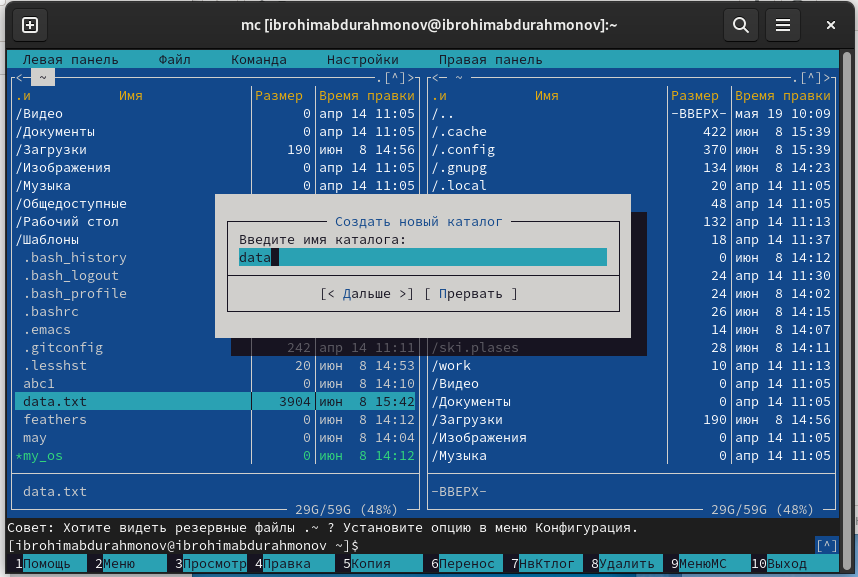 mc [ibrohimabdurahmonov@ibrohimabdurahmonov]:~
Левая панель Файл Команда Настройки Правая панель
<─ ~ .[^]> <─ ~ .[^]>
.и Имя Размер Время правки .и Имя Размер Время правки
/Видео 0 апр 14 11:05 /.. -ВВЕРХ- мая 19 10:09
/Документы 0 апр 14 11:05 /.cache 422 июн 8 15:39
/Загрузки 190 июн 8 14:56 /.config 370 июн 8 15:39
/Изображения 0 апр 14 11:05 /.gnupg 134 июн 8 14:23
/Музыка 0 апр 14 11:05 /.local 20 апр 14 11:05
/Общедоступные 48 апр 14 11:05
/Рабочий стол Создать новый каталог 132 апр 14 11:13
/Шаблоны Введите имя каталога: 18 апр 14 11:37
.bash_history data 0 июн 8 14:12
.bash_logout 24 апр 14 11:30
.bash_profile [< Дальше >] [ Прервать ] 24 июн 8 14:02
.bashrc 26 июн 8 14:15
.emacs 14 июн 8 14:07
.gitconfig 242 апр 14 11:11 /ski.plases 28 июн 8 14:11
.lesshst 20 июн 8 14:53 /work 10 апр 14 11:13
abc1 0 июн 8 14:10 /Видео 0 апр 14 11:05
data.txt 3904 июн 8 15:42 /Документы 0 апр 14 11:05
feathers 0 июн 8 14:12 /Загрузки 190 июн 8 14:56
may 0 июн 8 14:04 /Изображения 0 апр 14 11:05
*my_os 0 июн 8 14:12 /Музыка 0 апр 14 11:05
data.txt -ВВЕРХ-
29G/59G (48%) 29G/59G (48%)
Совет: Хотите видеть резервные файлы .~ ? Установите опцию в меню Конфигурация.
[ibrohimabdurahmonov@ibrohimabdurahmonov ~]$ [^]
1Помощь 2Меню 3Просмотр 4Правка 5Копия 6Перенос 7НвКтлог 8Удалить 9МенюМС 10Выход